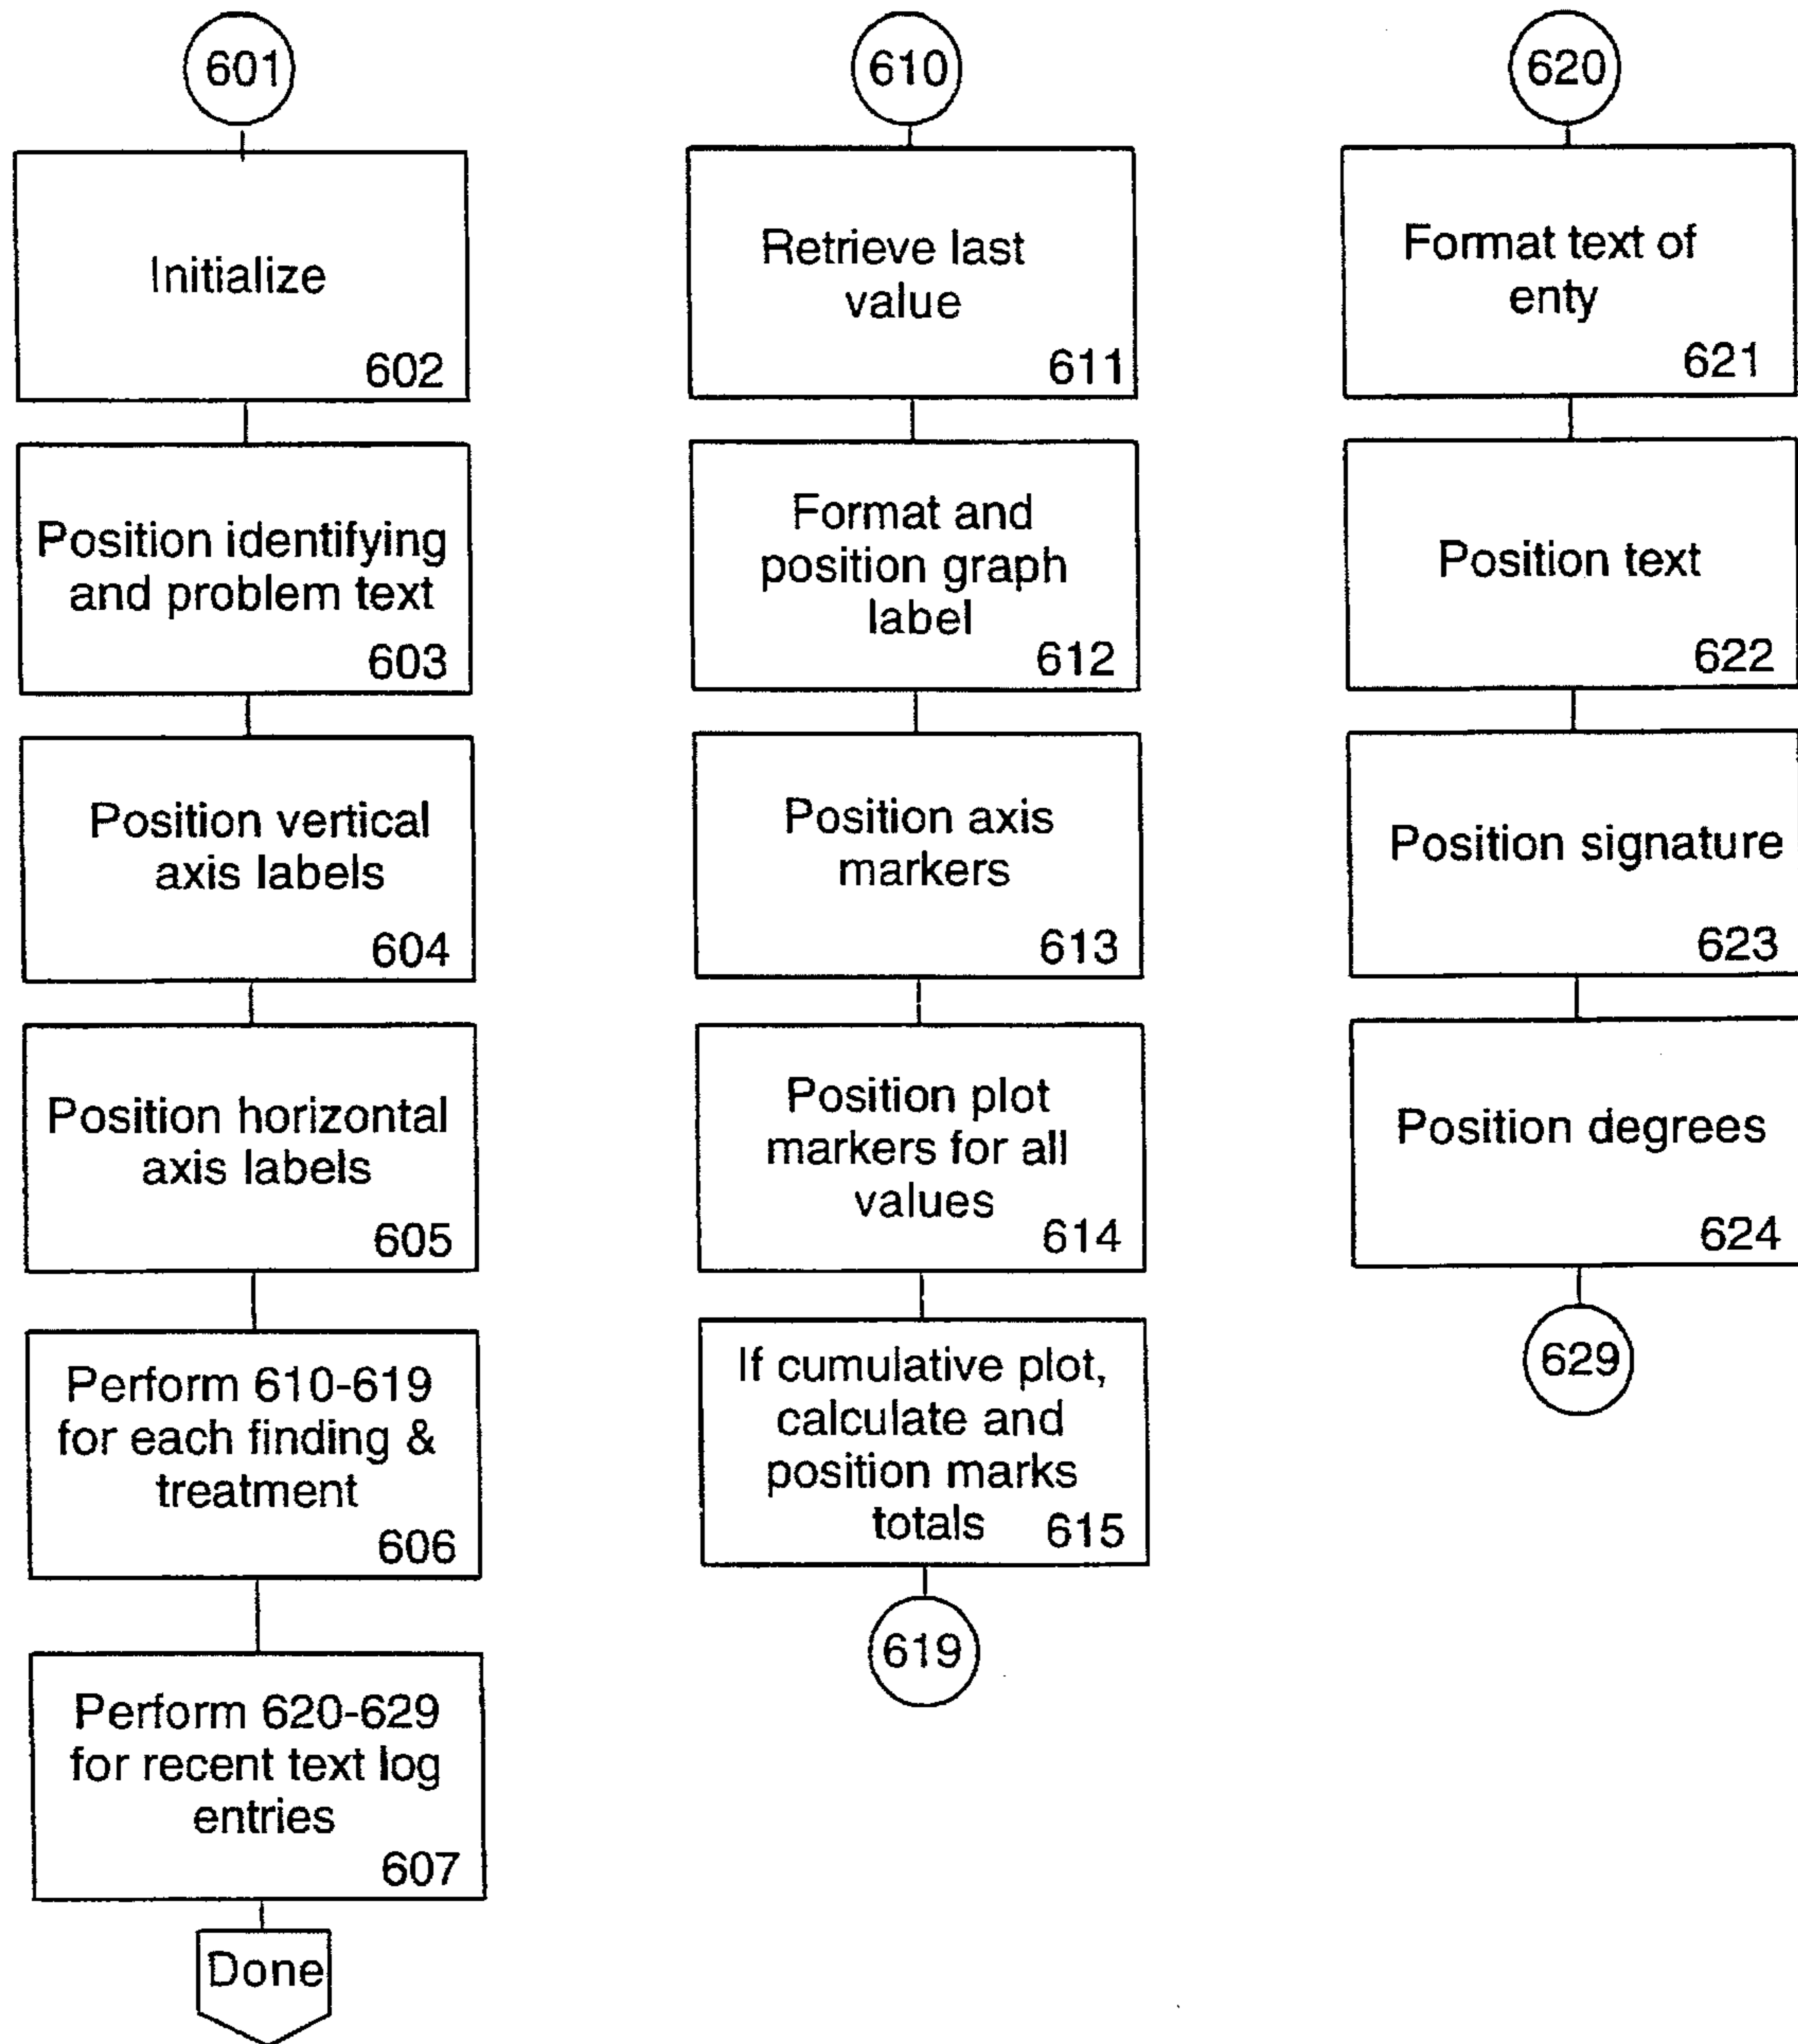 601
Initialize
602
Position identifying
and problem text
603
Position vertical
axis labels
604
Position horizontal
axis labels
605
Perform 610-619
for each finding &
treatment
606
Perform 620-629
for recent text log
entries
607
Done
610
Retrieve last
value
611
Format and
position graph
label
612
Position axis
markers
613
Position plot
markers for all
values
614
If cumulative plot,
calculate and
position marks
totals 615
619
620
Format text of
enty
621
Position text
622
Position signature
623
Position degrees
624
629